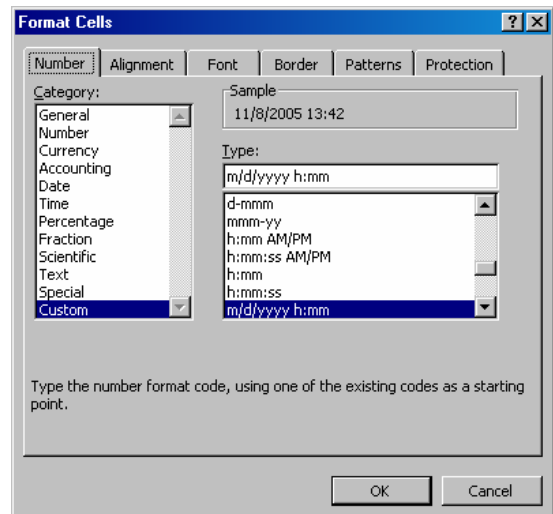 Format Cells
Number Alignment Font Border Patterns Protection
Category:
General
Number
Currency
Accounting
Date
Time
Percentage
Fraction
Scientific
Text
Special
Custom
Sample
11/8/2005 13:42
Type:
m/d/yyyy h:mm
d-mmm
mmm-yy
h:mm AM/PM
h:mm:ss AM/PM
h:mm
h:mm:ss
m/d/yyyy h:mm
Type the number format code, using one of the existing codes as a starting
point.
OK Cancel